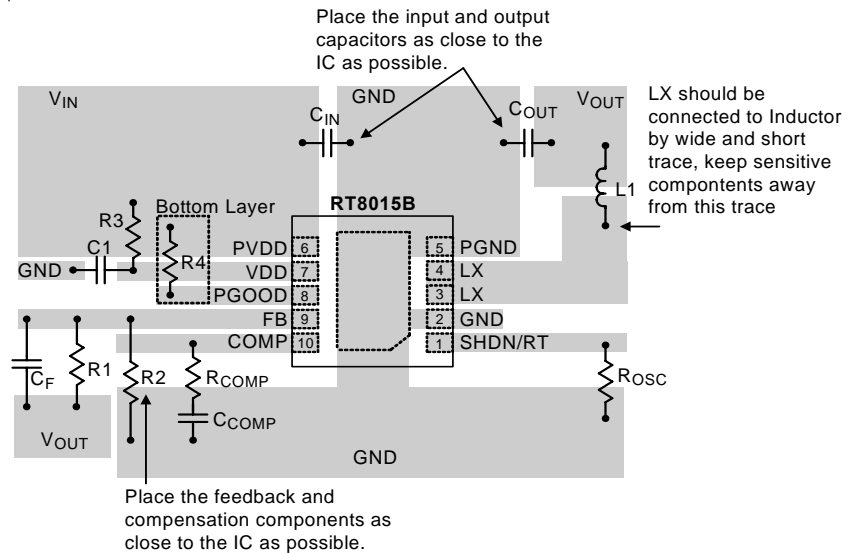 Place the input and output
capacitors as close to the
IC as possible.
VIN
CIN
GND
COUT
VOUT
LX should be
connected to Inductor
by wide and short
trace, keep sensitive
compontents away
from this trace
L1
R3
Bottom Layer
RT8015B
C1
R4
GND
PVDD 6
5 PGND
VDD 7
4 LX
PGOOD 8
3 LX
FB 9
2 GND
COMP 10
1 SHDN/RT
CF
R1
R2
RCOMP
CCOMP
ROSC
VOUT
GND
Place the feedback and
compensation components as
close to the IC as possible.